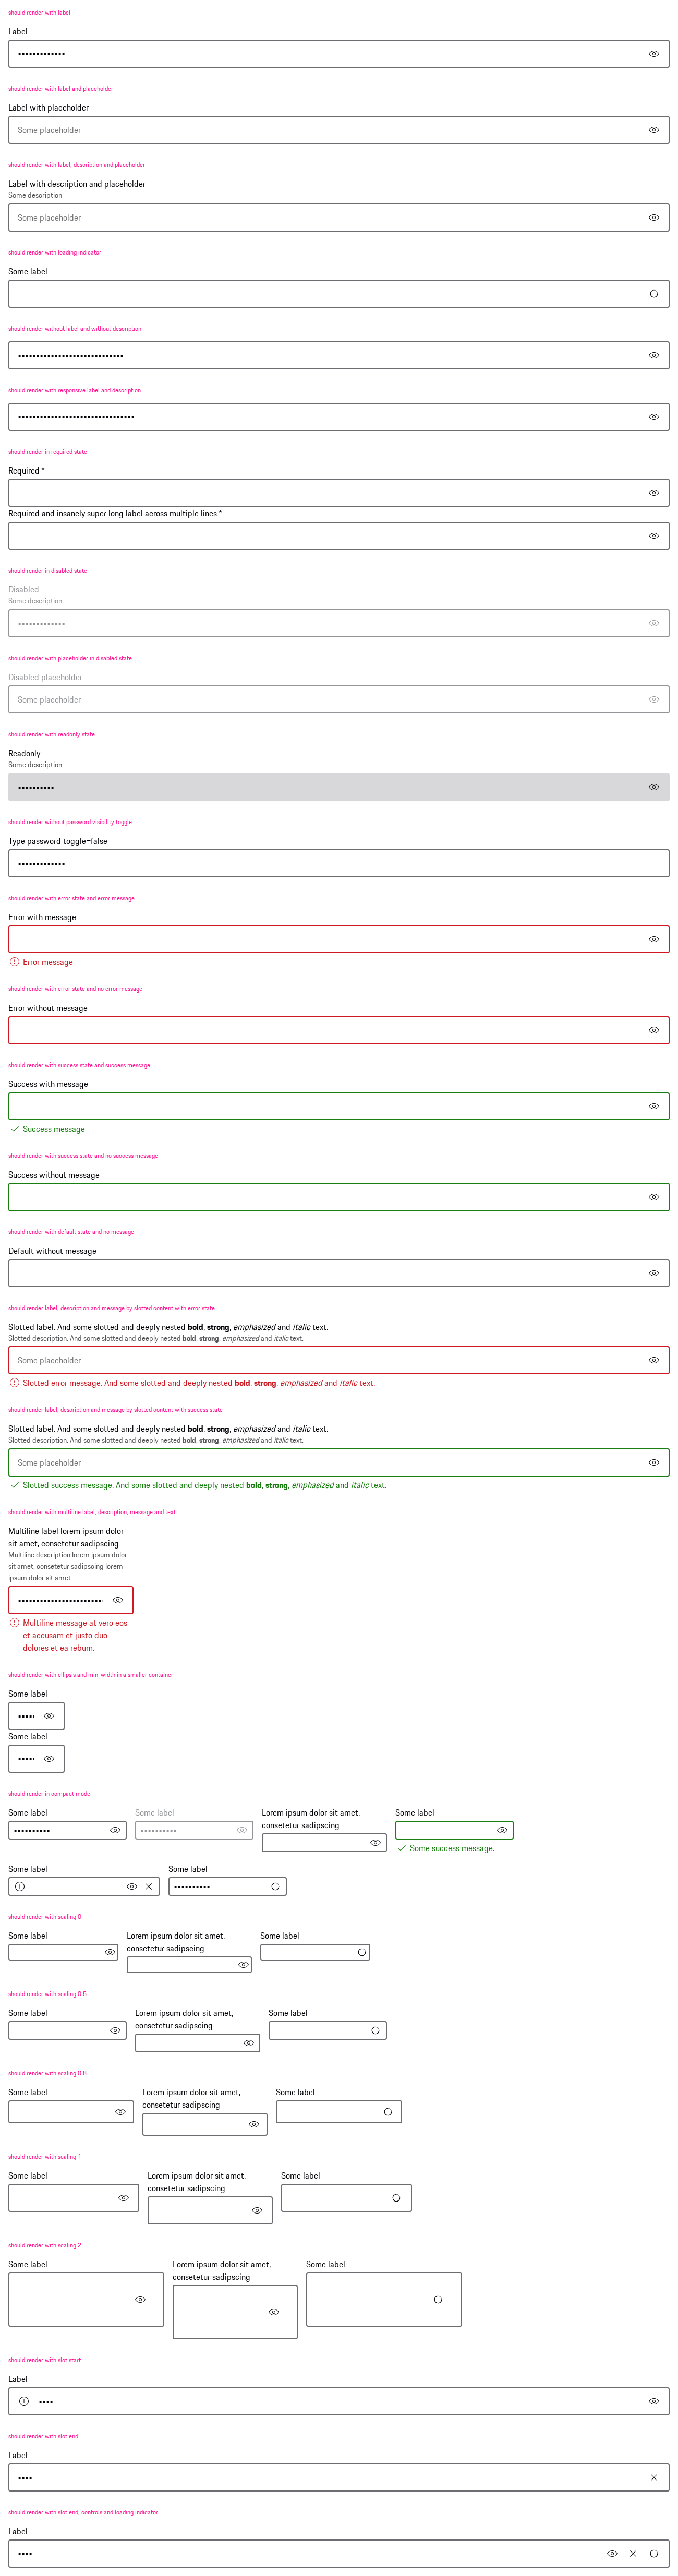 should render with label
Label
•••••••••••••
should render with label and placeholder
Label with placeholder
Some placeholder
should render with label, description and placeholder
Label with description and placeholder
Some description
Some placeholder
should render with loading indicator
Some label
should render without label and without description
•••••••••••••••••••••••••••••
should render with responsive label and description
••••••••••••••••••••••••••••••••
should render in required state
Required *
Required and insanely super long label across multiple lines *
should render in disabled state
Disabled
Some description
•••••••••••••
should render with placeholder in disabled state
Disabled placeholder
Some placeholder
should render with readonly state
Readonly
Some description
••••••••••
should render without password visibility toggle
Type password toggle=false
•••••••••••••
should render with error state and error message
Error with message
Error message
should render with error state and no error message
Error without message
should render with success state and success message
Success with message
Success message
should render with success state and no success message
Success without message
should render with default state and no message
Default without message
should render label, description and message by slotted content with error state
Slotted label. And some slotted and deeply nested bold, strong, emphasized and italic text.
Slotted description. And some slotted and deeply nested bold, strong, emphasized and italic text.
Some placeholder
Slotted error message. And some slotted and deeply nested bold, strong, emphasized and italic text.
should render label, description and message by slotted content with success state
Slotted label. And some slotted and deeply nested bold, strong, emphasized and italic text.
Slotted description. And some slotted and deeply nested bold, strong, emphasized and italic text.
Some placeholder
Slotted success message. And some slotted and deeply nested bold, strong, emphasized and italic text.
should render with multiline label, description, message and text
Multiline label lorem ipsum dolor
sit amet, consetetur sadipscing
Multiline description lorem ipsum dolor
sit amet, consetetur sadipscing lorem
ipsum dolor sit amet
•••••••••••••••••••••••
Multiline message at vero eos
et accusam et justo duo
dolores et ea rebum.
should render with ellipsis and min-width in a smaller container
Some label
•••••
Some label
•••••
should render in compact mode
Some label
••••••••••
Some label
••••••••••
Lorem ipsum dolor sit amet,
consetetur sadipscing
Some label
Some success message.
Some label
Some label
••••••••••
should render with scaling 0
Some label
Lorem ipsum dolor sit amet,
consetetur sadipscing
Some label
should render with scaling 0.5
Some label
Lorem ipsum dolor sit amet,
consetetur sadipscing
Some label
should render with scaling 0.8
Some label
Lorem ipsum dolor sit amet,
consetetur sadipscing
Some label
should render with scaling 1
Some label
Lorem ipsum dolor sit amet,
consetetur sadipscing
Some label
should render with scaling 2
Some label
Lorem ipsum dolor sit amet,
consetetur sadipscing
Some label
should render with slot start
Label
••••
should render with slot end
Label
••••
should render with slot end, controls and loading indicator
Label
••••